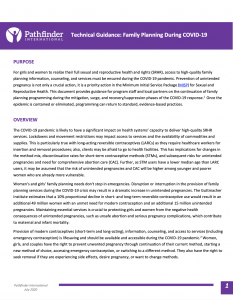 Pathfinder
INTERNATIONAL
Technical Guidance: Family Planning During COVID-19
PURPOSE
For girls and women to realize their full sexual and reproductive health and rights (SRHR), access to high-quality family
planning information, counseling, and services must be ensured during the COVID-19 pandemic. Prevention of unintended
pregnancy is not only a crucial action, it is a priority action in the Minimum Initial Service Package (MISP) for Sexual and
Reproductive Health. This document provides guidance for program staff and local partners on the continuation of family
planning programming during the mitigation, surge, and recovery/suppression phases of the COVID-19 response. Once the
epidemic is contained or eliminated, programming can return to standard, evidence-based practices.
OVERVIEW
The COVID-19 pandemic is likely to have a significant impact on health systems' capacity to deliver high-quality SRHR
services. Lockdowns and movement restrictions may impact access to services and the availability of commodities and
supplies. This is particularly true with long-acting reversible contraceptives (LARCs) as they require healthcare workers for
insertion and removal procedures; also, clients may be afraid to go to health facilities. That has implications for changes in
the method mix, discontinuation rates for short-term contraceptive methods (STMs), and subsequent risks for unintended
pregnancies and need for comprehensive abortion care (CAC). Further, as STM users have a lower median age than LARC
users, it may be assumed that the risk of unintended pregnancies and CAC will be higher among younger and poorer
women who are already more vulnerable.
Women's and girls' family planning needs don't stop in emergencies. Disruption or interruption in the provision of family
planning services during the COVID-19 crisis may result in a dramatic increase in unintended pregnancies. The Guttmacher
Institute estimates that a 10% proportional decline in short- and long-term reversible contraceptive use would result in an
additional 49 million women with an unmet need for modern contraception and an additional 15 million unintended
pregnancies. Maintaining essential services is crucial to protecting girls and women from the negative health
consequences of unintended pregnancies, such as unsafe abortion and serious pregnancy complications, which contribute
to maternal and infant mortality.
Provision of modern contraceptives (short-term and long-acting), information, counseling, and access to services (including
emergency contraception) is lifesaving and should be available and accessible during the COVID-19 pandemic. Women,
girls, and couples have the right to prevent unwanted pregnancy through continuation of their current method, starting a
new method of choice, accessing emergency contraception, or switching to a different method. They also have the right to
seek removal if they are experiencing side effects, desire pregnancy, or want to change methods.
Pathfinder International
July 2020
1